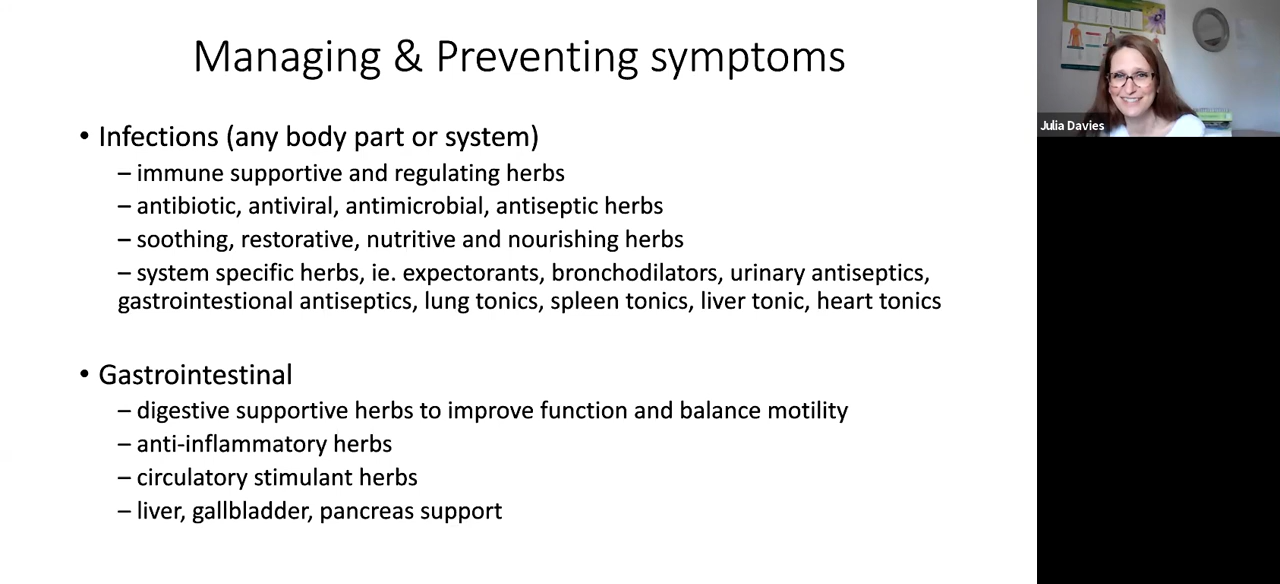 Managing & Preventing symptoms
• Infections (any body part or system)
– immune supportive and regulating herbs
– antibiotic, antiviral, antimicrobial, antiseptic herbs
– soothing, restorative, nutritive and nourishing herbs
– system specific herbs, ie. expectorants, bronchodilators, urinary antiseptics,
gastrointestional antiseptics, lung tonics, spleen tonics, liver tonic, heart tonics
• Gastrointestinal
– digestive supportive herbs to improve function and balance motility
– anti-inflammatory herbs
– circulatory stimulant herbs
– liver, gallbladder, pancreas support
Julia Davies